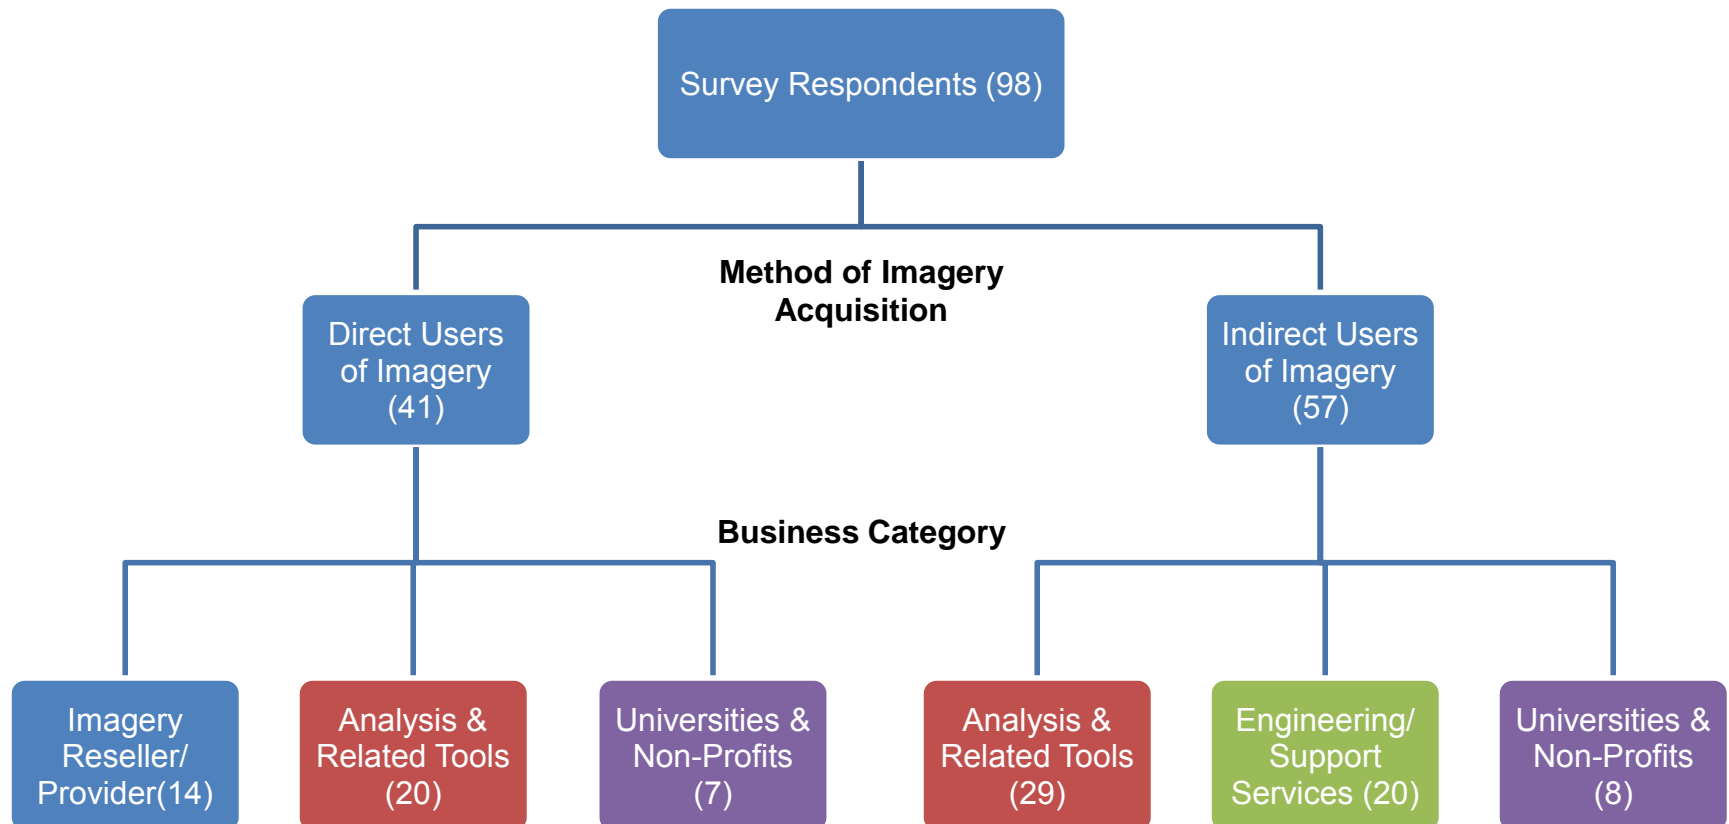 Survey Respondents (98)
Method of Imagery
Acquisition
Direct Users
of Imagery
(41)
Indirect Users
of Imagery
(57)
Business Category
Imagery
Reseller/
Provider(14)
Analysis &
Related Tools
(20)
Universities &
Non-Profits
(7)
Analysis &
Related Tools
(29)
Engineering/
Support
Services (20)
Universities &
Non-Profits
(8)